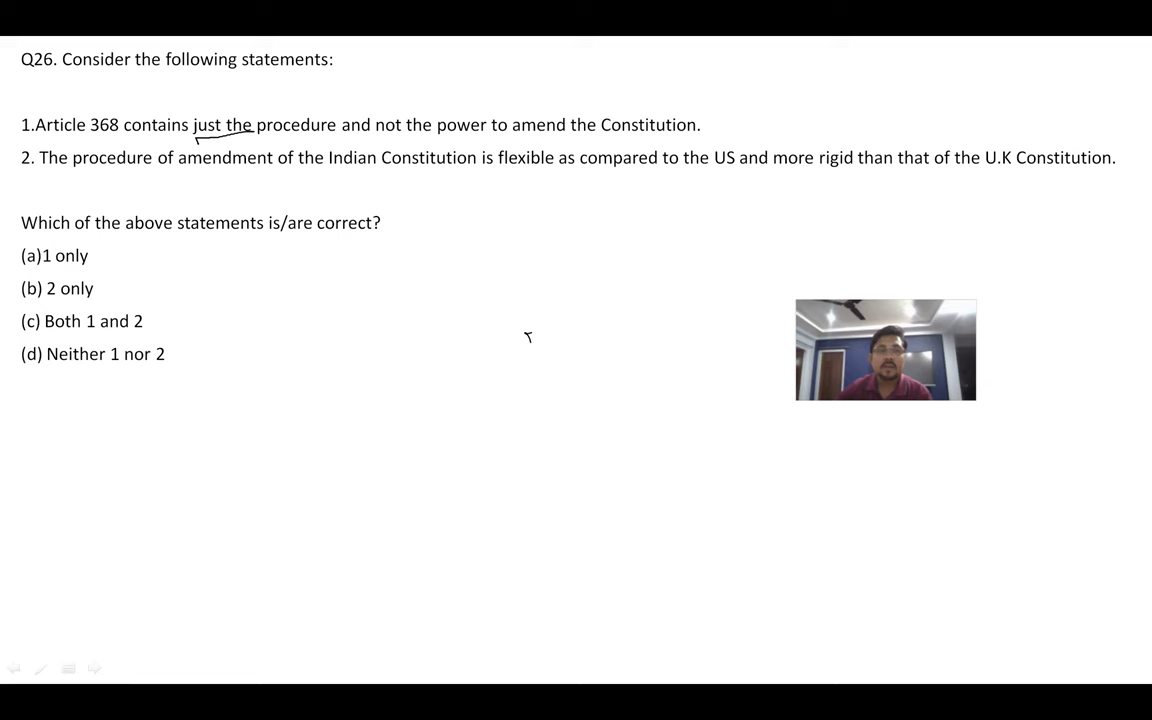 Q26. Consider the following statements:
1.Article 368 contains just the procedure and not the power to amend the Constitution.
2. The procedure of amendment of the Indian Constitution is flexible as compared to the US and more rigid than that of the U.K Constitution.
Which of the above statements is/are correct?
(a)1 only
(b) 2 only
(c) Both 1 and 2
(d) Neither 1 nor 2